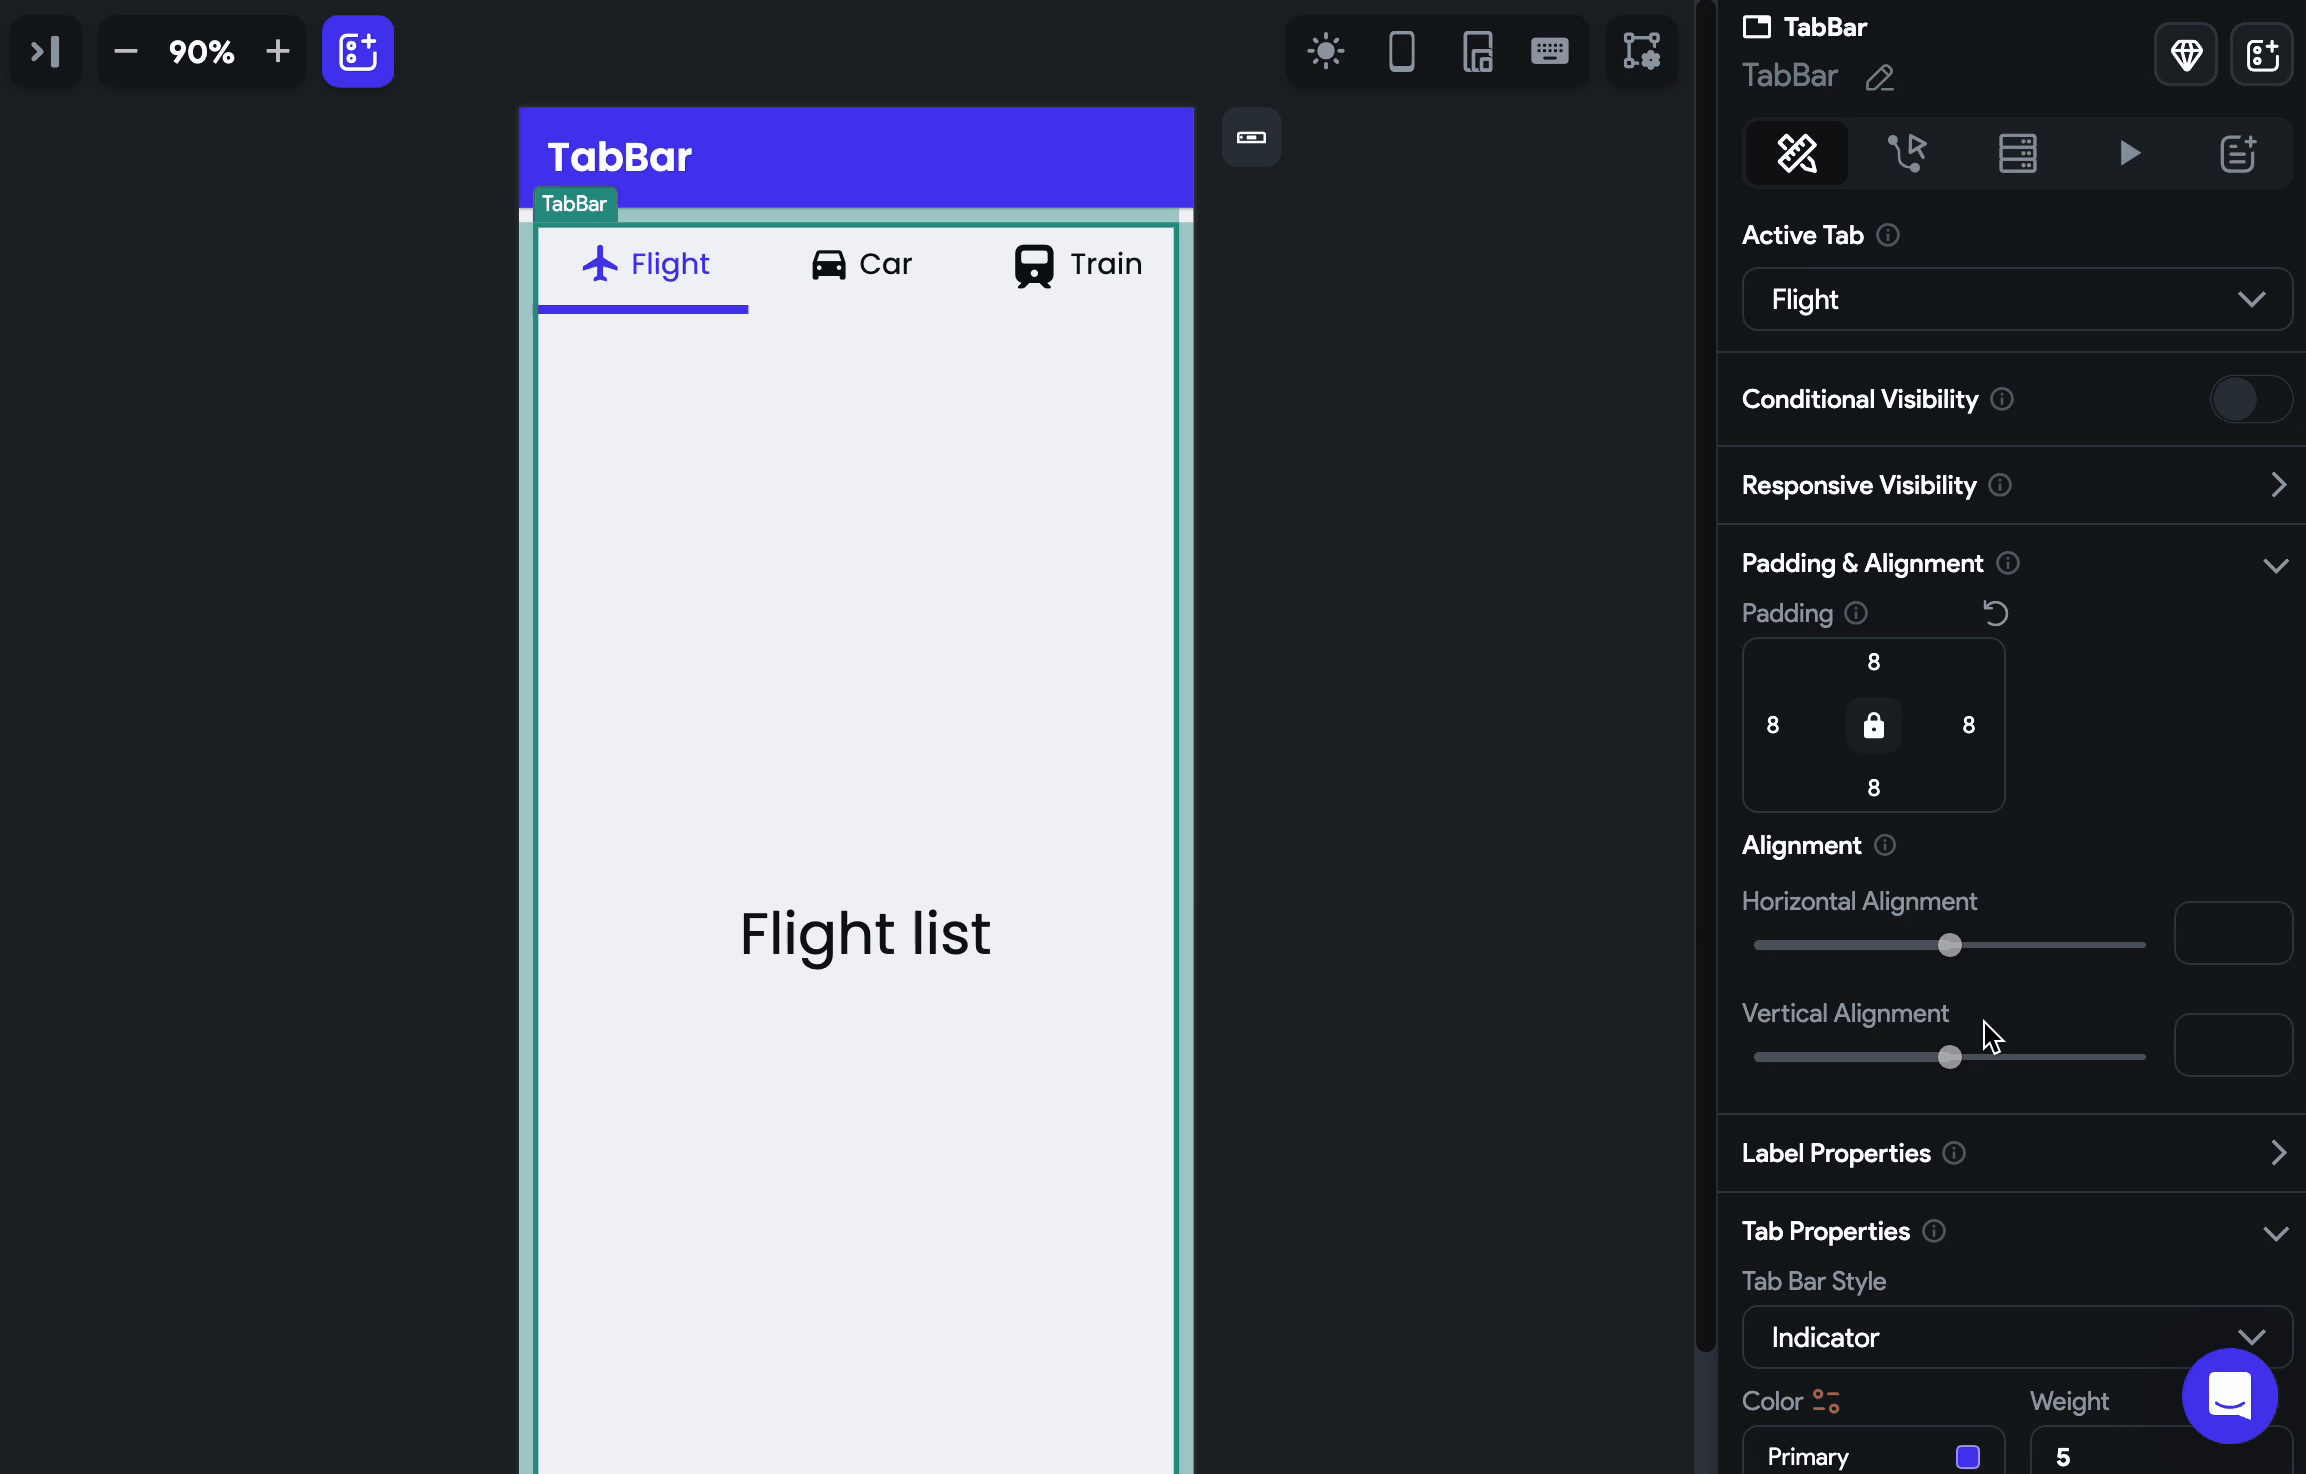 90%
TabBar
TabBar
Flight
Car
Train
Flight list
TabBar
TabBar
Active Tab
Flight
Conditional Visibility
Responsive Visibility
Padding & Alignment
Padding
8
8
8
8
Alignment
Horizontal Alignment
Vertical Alignment
Label Properties
Tab Properties
Tab Bar Style
Indicator
Color
Weight
Primary
5